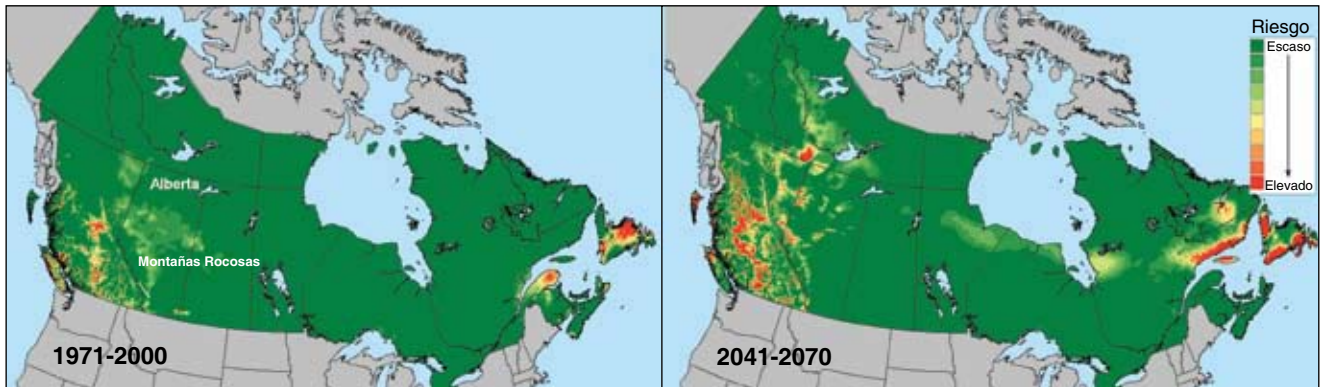 Alberta
Montañas Rocosas
1971-2000
Riesgo
Escaso
Elevado
2041-2070